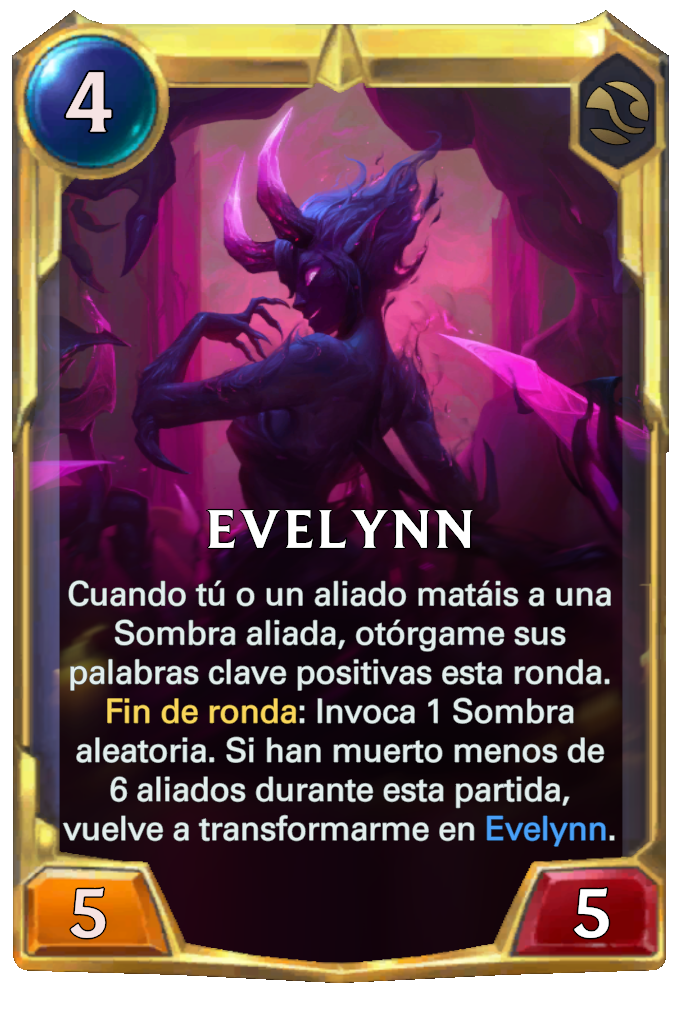 4
EVELYNN
Cuando tú o un aliado matáis a una
Sombra aliada, otórgame sus
palabras clave positivas esta ronda.
Fin de ronda: Invoca 1 Sombra
aleatoria. Si han muerto menos de
6 aliados durante esta partida,
vuelve a transformarme en Evelynn.
5
5